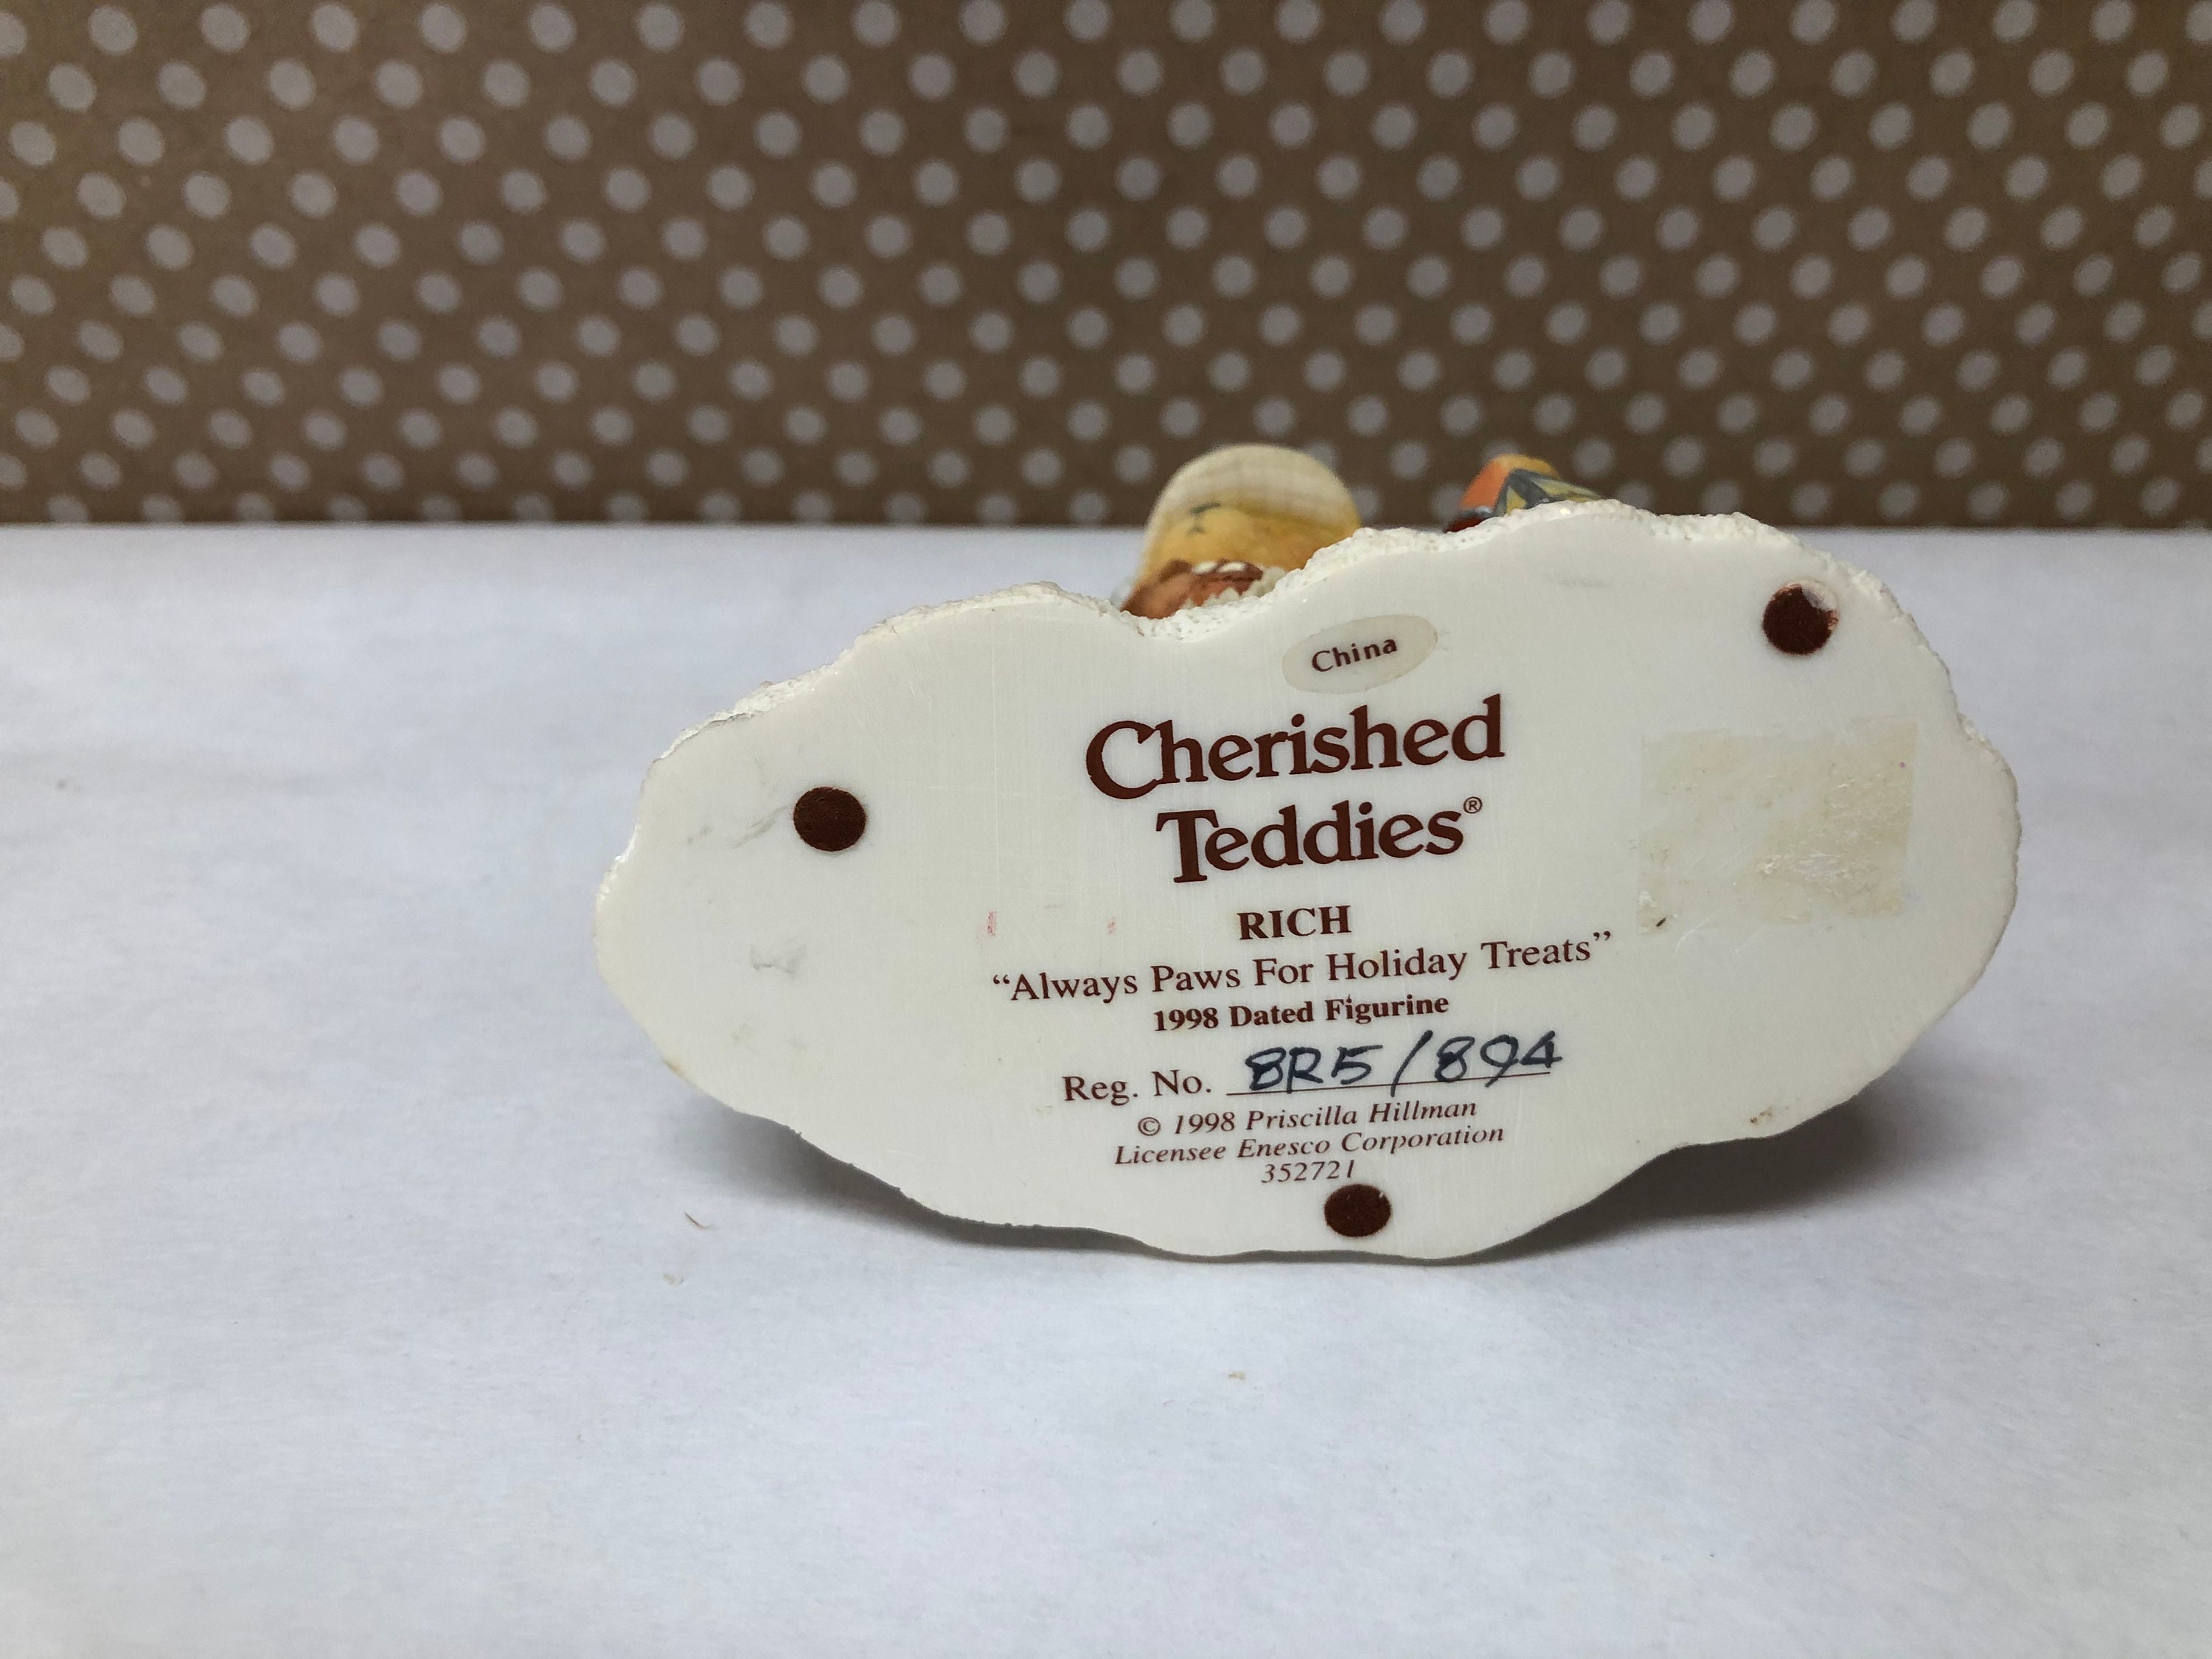 China
Cherished
Teddies®
RICH
“Always Paws For Holiday Treats”
1998 Dated Figurine
Reg. No. 8R5/894
© 1998 Priscilla Hillman
Licensee Enesco Corporation
352721